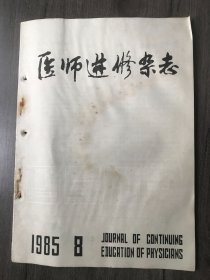 医师进修杂志
1985 8
JOURNAL OF CONTINUING
EDUCATION OF PHYSICIANS